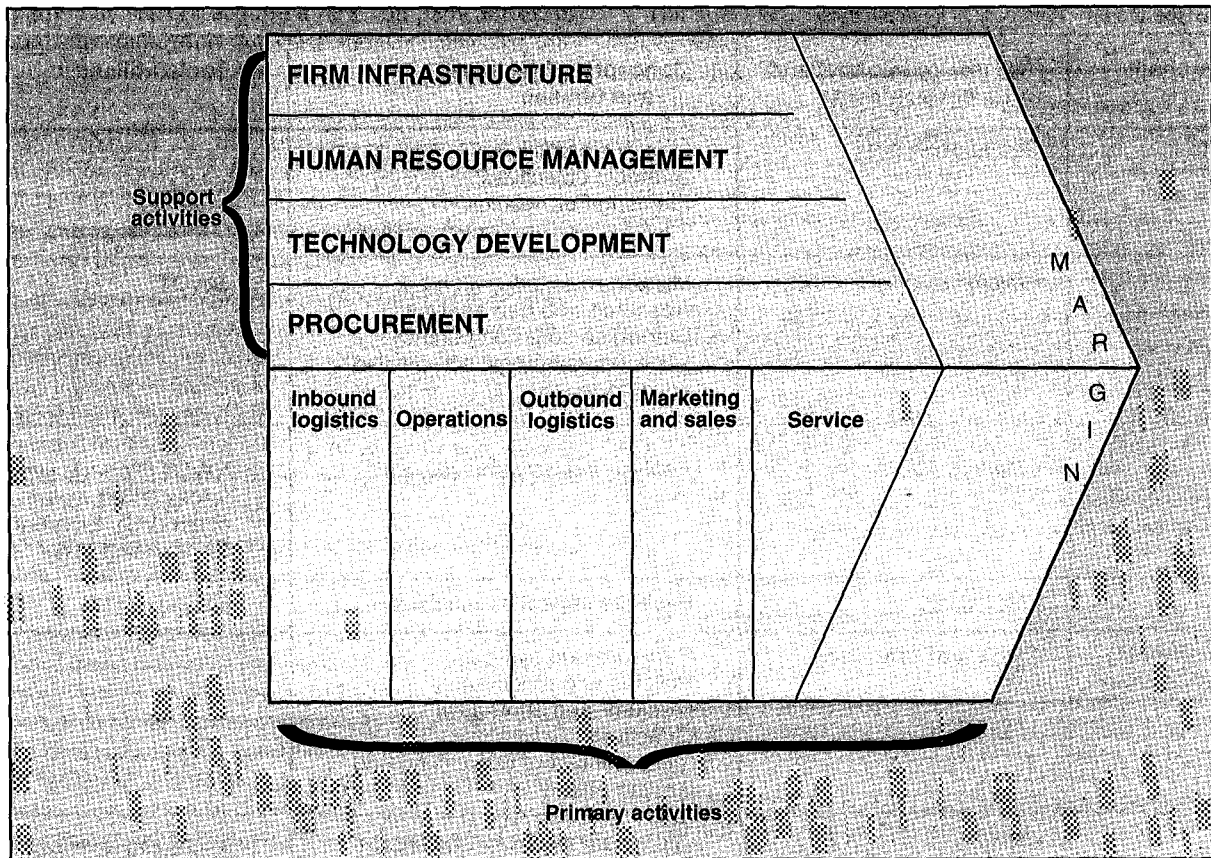 FIRM INFRASTRUCTURE
HUMAN RESOURCE MANAGEMENT
Support
activities
TECHNOLOGY DEVELOPMENT
PROCUREMENT
M
A
R
G
I
N
Inbound
logistics
Operations
Outbound
logistics
Marketing
and sales
Service
Primary activities